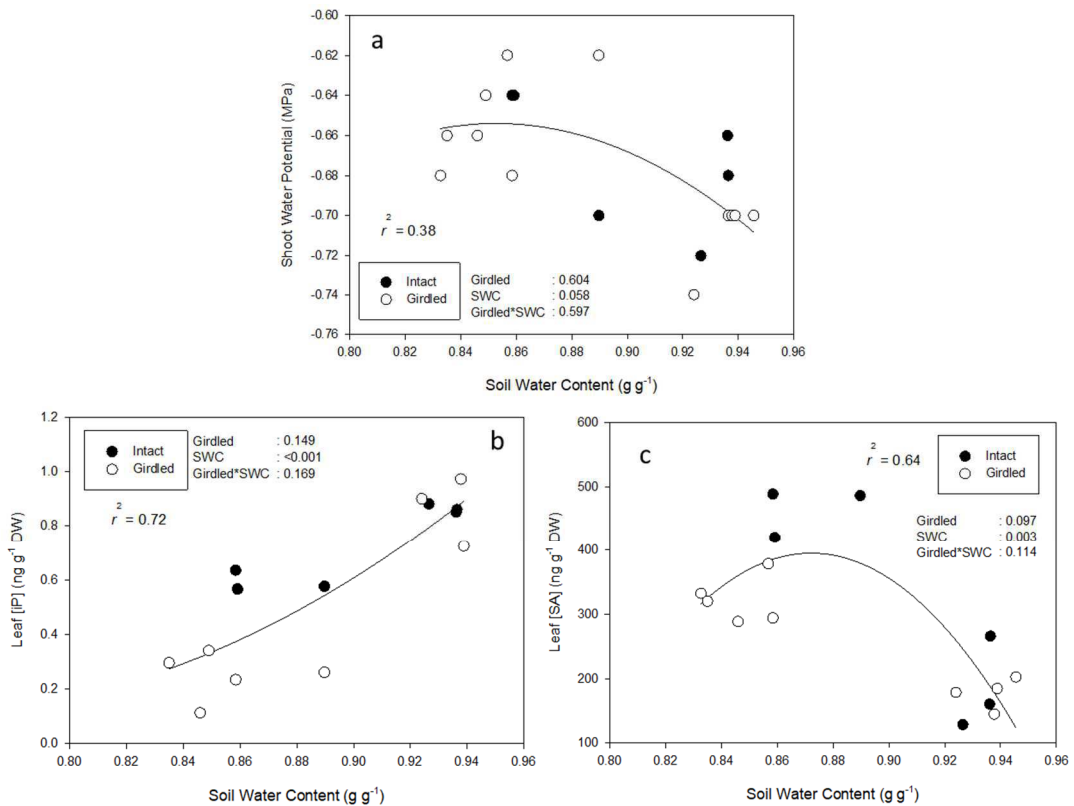 a
-0.60
-0.62
-0.64
-0.66
-0.68
-0.70
-0.72
-0.74
-0.76
Shoot Water Potential (MPa)
r² = 0.38
Intact
Girdled
Girdled : 0.604
SWC : 0.058
Girdled*SWC : 0.597
0.80 0.82 0.84 0.86 0.88 0.90 0.92 0.94 0.96
Soil Water Content (g g⁻¹)
b
1.2
1.0
0.8
0.6
0.4
0.2
0.0
Leaf [iP] (ng g⁻¹ DW)
Intact
Girdled
Girdled : 0.149
SWC : <0.001
Girdled*SWC : 0.169
r² = 0.72
0.80 0.82 0.84 0.86 0.88 0.90 0.92 0.94 0.96
Soil Water Content (g g⁻¹)
c
600
500
400
300
200
100
Leaf [SA] (ng g⁻¹ DW)
r² = 0.64
Intact
Girdled
Girdled : 0.097
SWC : 0.003
Girdled*SWC : 0.114
0.80 0.82 0.84 0.86 0.88 0.90 0.92 0.94 0.96
Soil Water Content (g g⁻¹)